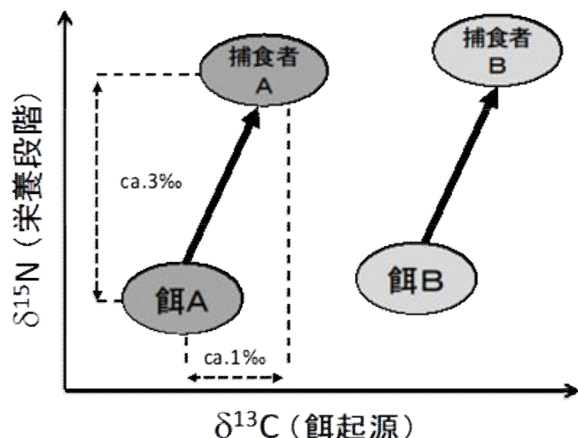 捕食者
A
捕食者
B
δ15N（栄養段階）
ca.3‰
餌A
餌B
ca.1‰
δ13C（餌起源）